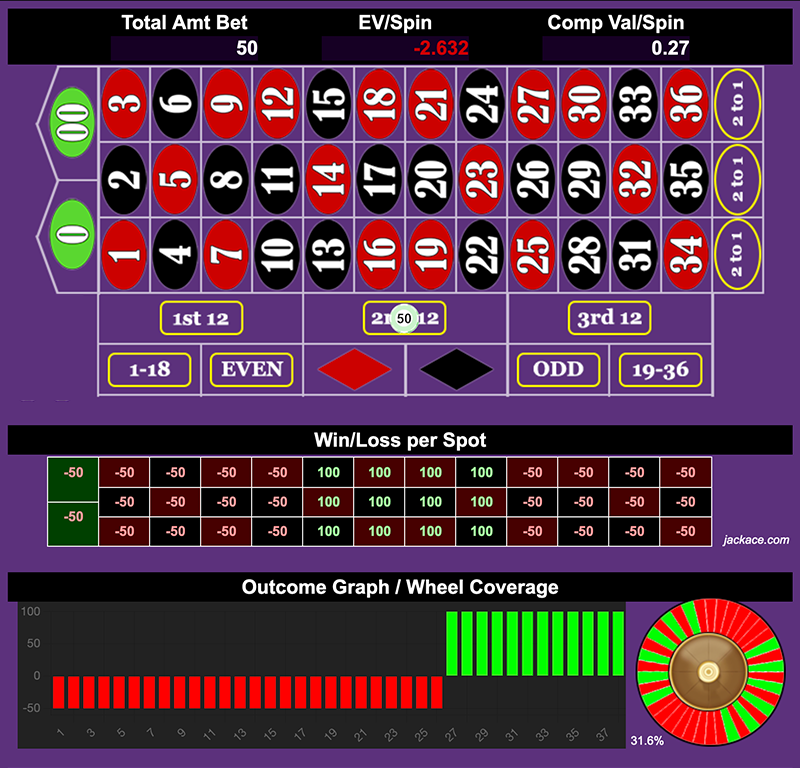 Total Amt Bet EV/Spin Comp Val/Spin
50 -2.632 0.27
00 3 6 9 12 15 18 21 24 27 30 33 36 2 to 1
2 5 8 11 14 17 20 23 26 29 32 35 2 to 1
0 1 4 7 10 13 16 19 22 25 28 31 34 2 to 1
1st 12 2n 50 12 3rd 12
1-18 EVEN ODD 19-36
Win/Loss per Spot
-50 -50 -50 -50 -50 100 100 100 100 -50 -50 -50 -50
-50 -50 -50 -50 100 100 100 100 -50 -50 -50 -50
-50 -50 -50 -50 -50 100 100 100 100 -50 -50 -50 -50
jackace.com
Outcome Graph / Wheel Coverage
100
50
0
-50
1 3 5 7 9 11 13 15 17 19 21 23 25 27 29 31 33 35 37
31.6%